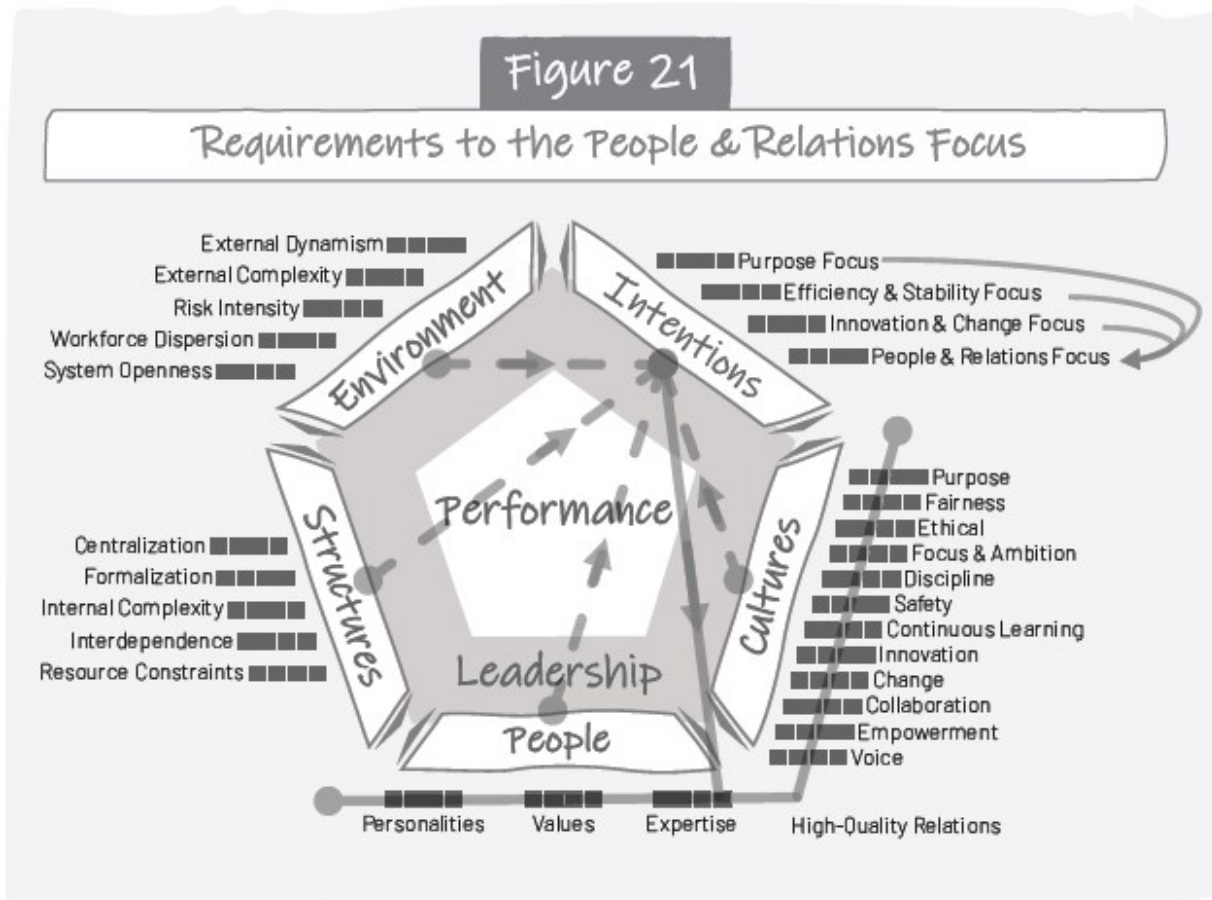 Figure 21
Requirements to the People & Relations Focus
External Dynamism
External Complexity
Risk Intensity
Workforce Dispersion
System Openness
Environment
Intentions
Purpose Focus
Efficiency & Stability Focus
Innovation & Change Focus
People & Relations Focus
Structures
Centralization
Formalization
Internal Complexity
Interdependence
Resource Constraints
Performance
Leadership
Cultures
Purpose
Fairness
Ethical
Focus & Ambition
Discipline
Safety
Continuous Learning
Innovation
Change
Collaboration
Empowerment
Voice
People
Personalities
Values
Expertise
High-Quality Relations